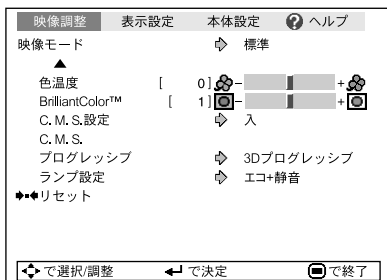 映像調整 表示設定 本体設定 ? ヘルプ
映像モード 標準
色温度 [ 0] - +
BrilliantColor™ [ 1] - +
C. M. S.設定 入
C. M. S.
プログレッシブ 3Dプログレッシブ
ランプ設定 エコ+静音
リセット
で選択/調整 で決定 で終了